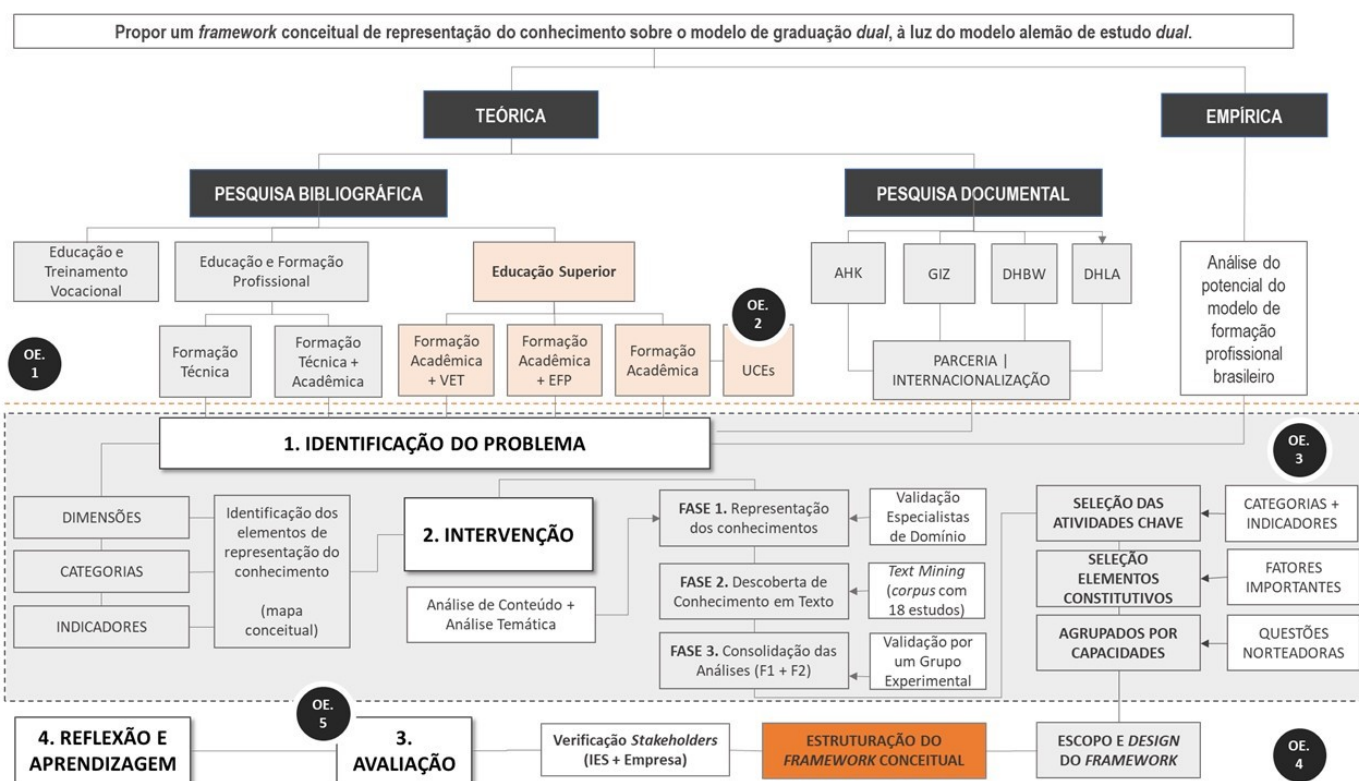 Propor um framework conceitual de representação do conhecimento sobre o modelo de graduação dual, à luz do modelo alemão de estudo dual.
TEÓRICA
EMPÍRICA
PESQUISA BIBLIOGRÁFICA
PESQUISA DOCUMENTAL
Educação e
Treinamento
Vocacional
Educação e Formação
Profissional
Educação Superior
AHK
GIZ
DHBW
DHLA
Análise do
potencial do
modelo de
formação
profissional
brasileiro
OE.
1
Formação
Técnica
Formação
Técnica +
Acadêmica
Formação
Acadêmica
+ VET
Formação
Acadêmica
+ EFP
Formação
Acadêmica
OE.
2
UCEs
PARCERIA |
INTERNACIONALIZAÇÃO
1. IDENTIFICAÇÃO DO PROBLEMA
OE.
3
DIMENSÕES
CATEGORIAS
INDICADORES
Identificação dos
elementos de
representação do
conhecimento
(mapa
conceitual)
2. INTERVENÇÃO
Análise de Conteúdo +
Análise Temática
FASE 1. Representação
dos conhecimentos
Validação
Especialistas
de Domínio
FASE 2. Descoberta de
Conhecimento em Texto
Text Mining
(corpus com
18 estudos)
FASE 3. Consolidação das
Análises (F1 + F2)
Validação por
um Grupo
Experimental
SELEÇÃO DAS
ATIVIDADES CHAVE
CATEGORIAS +
INDICADORES
SELEÇÃO
ELEMENTOS
CONSTITUTIVOS
FATORES
IMPORTANTES
AGRUPADOS POR
CAPACIDADES
QUESTÕES
NORTEADORAS
4. REFLEXÃO E
APRENDIZAGEM
OE.
5
3.
AVALIAÇÃO
Verificação Stakeholders
(IES + Empresa)
ESTRUTURAÇÃO DO
FRAMEWORK CONCEITUAL
ESCOPO E DESIGN
DO FRAMEWORK
OE.
4